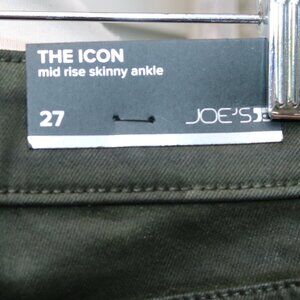 THE ICON
mid rise skinny ankle
27
JOE'S